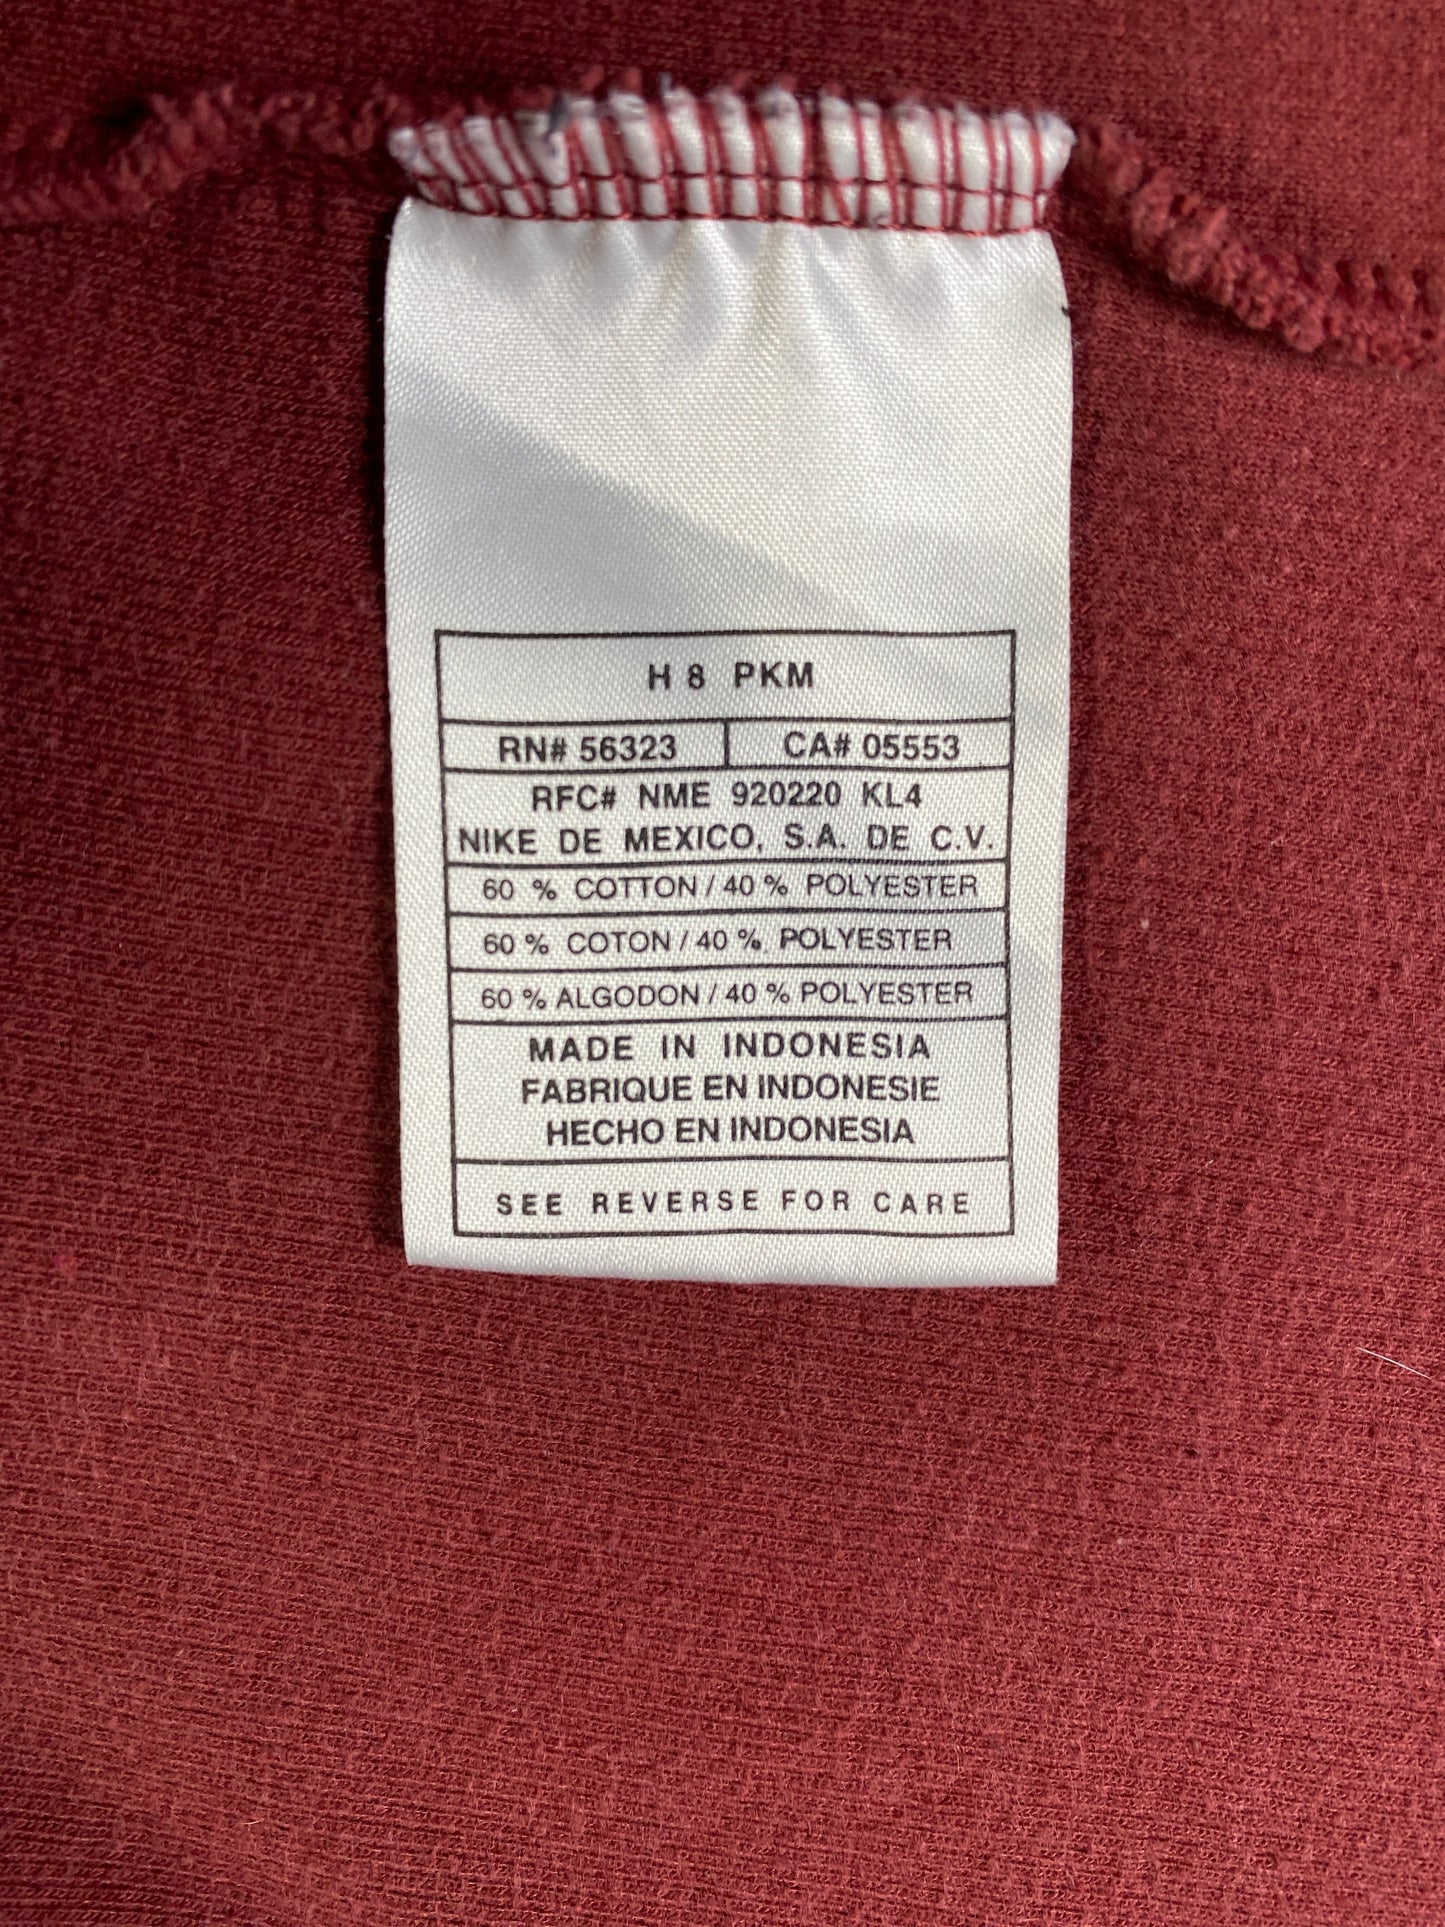 H 8 PKM
RN# 56323 CA# 05553
RFC# NME 920220 KL4
NIKE DE MEXICO, S.A. DE C.V.
60 % COTTON / 40 % POLYESTER
60 % COTON / 40 % POLYESTER
60 % ALGODON / 40 % POLYESTER
MADE IN INDONESIA
FABRIQUE EN INDONESIE
HECHO EN INDONESIA
SEE REVERSE FOR CARE